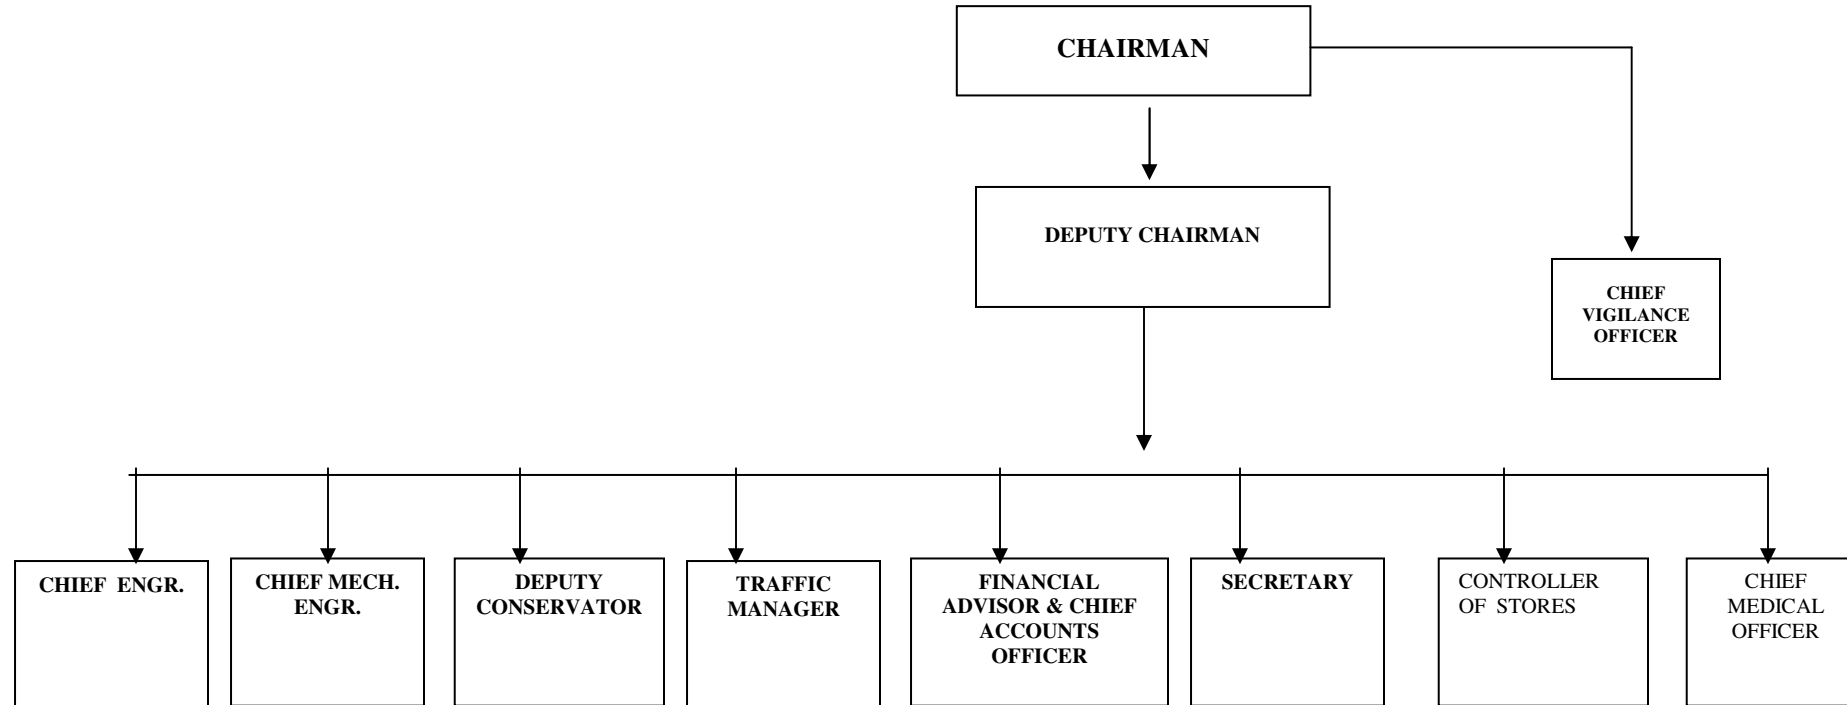 CHAIRMAN
DEPUTY CHAIRMAN
CHIEF
VIGILANCE
OFFICER
CHIEF  ENGR.
CHIEF MECH.
ENGR.
DEPUTY
CONSERVATOR
TRAFFIC
MANAGER
FINANCIAL
ADVISOR & CHIEF
ACCOUNTS
OFFICER
SECRETARY
CONTROLLER
OF  STORES
CHIEF
MEDICAL
OFFICER